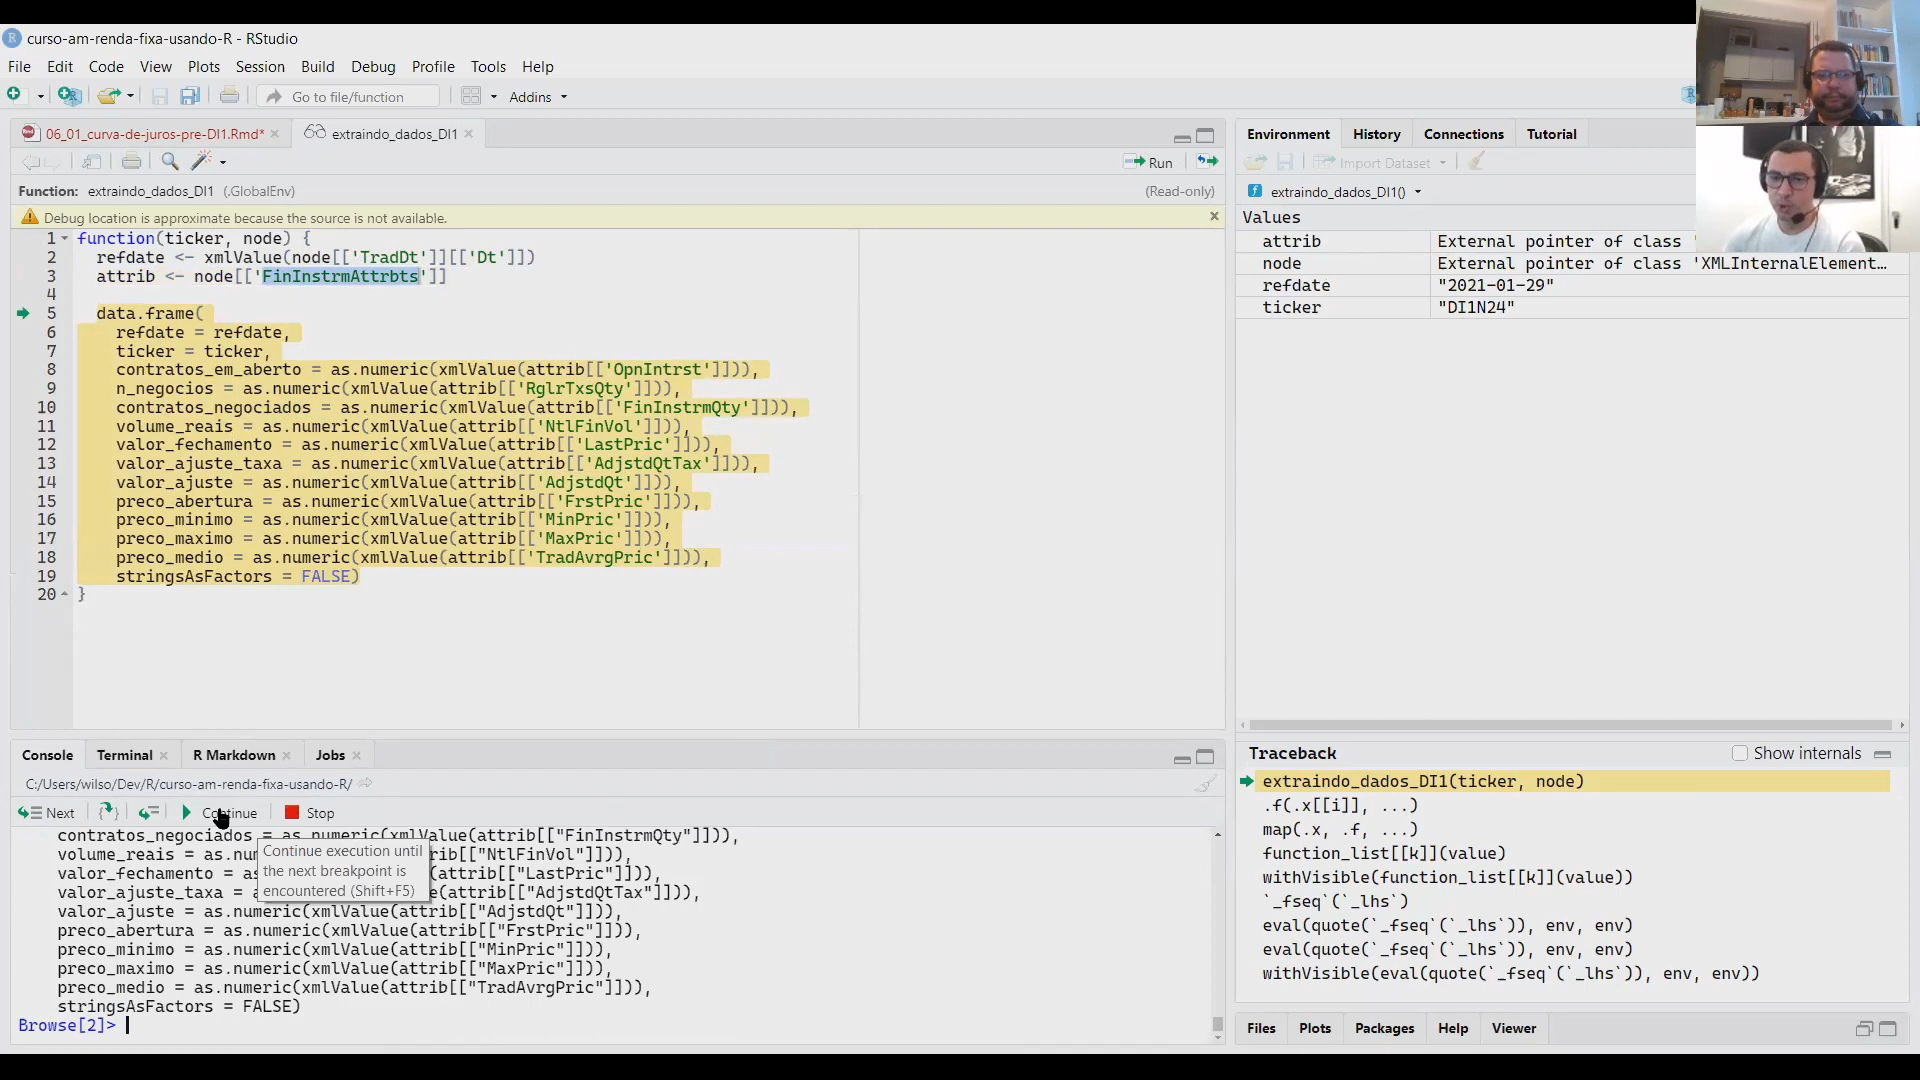 curso-am-renda-fixa-usando-R - RStudio
File Edit Code View Plots Session Build Debug Profile Tools Help
Go to file/function Addins
06_01_curva-de-juros-pre-DI1.Rmd* extraindo_dados_DI1
Run
Function: extraindo_dados_DI1 (.GlobalEnv) (Read-only)
Debug location is approximate because the source is not available.
1 function(ticker, node) {
2 refdate <- xmlValue(node[['TradDt']][['Dt']])
3 attrib <- node[['FinInstrmAttrbts']]
4
5 data.frame(
6 refdate = refdate,
7 ticker = ticker,
8 contratos_em_aberto = as.numeric(xmlValue(attrib[['OpnIntrst']])),
9 n_negocios = as.numeric(xmlValue(attrib[['RglrTxsQty']])),
10 contratos_negociados = as.numeric(xmlValue(attrib[['FinInstrmQty']])),
11 volume_reais = as.numeric(xmlValue(attrib[['NtlFinVol']])),
12 valor_fechamento = as.numeric(xmlValue(attrib[['LastPric']])),
13 valor_ajuste_taxa = as.numeric(xmlValue(attrib[['AdjstdQtTax']])),
14 valor_ajuste = as.numeric(xmlValue(attrib[['AdjstdQt']])),
15 preco_abertura = as.numeric(xmlValue(attrib[['FrstPric']])),
16 preco_minimo = as.numeric(xmlValue(attrib[['MinPric']])),
17 preco_maximo = as.numeric(xmlValue(attrib[['MaxPric']])),
18 preco_medio = as.numeric(xmlValue(attrib[['TradAvrgPric']])),
19 stringsAsFactors = FALSE)
20 }
Console Terminal R Markdown Jobs
C:/Users/wilso/Dev/R/curso-am-renda-fixa-usando-R/
Next Continue Stop
contratos_negociados = as.numeric(xmlValue(attrib[["FinInstrmQty"]])),
volume_reais = as.num trib[["NtlFinVol"]])),
valor_fechamento = as ttrib[["LastPric"]])),
valor_ajuste_taxa = attrib[["AdjstdQtTax"]])),
valor_ajuste = as.numeric(xmlValue(attrib[["AdjstdQt"]])),
preco_abertura = as.numeric(xmlValue(attrib[["FrstPric"]])),
preco_minimo = as.numeric(xmlValue(attrib[["MinPric"]])),
preco_maximo = as.numeric(xmlValue(attrib[["MaxPric"]])),
preco_medio = as.numeric(xmlValue(attrib[["TradAvrgPric"]])),
stringsAsFactors = FALSE)
Browse[2]>
Continue execution until
the next breakpoint is
encountered (Shift+F5)
Environment History Connections Tutorial
Import Dataset
extraindo_dados_DI1()
Values
attrib External pointer of class '
node External pointer of class 'XMLInternalElement…
refdate "2021-01-29"
ticker "DI1N24"
Traceback Show internals
extraindo_dados_DI1(ticker, node)
.f(.x[[i]], ...)
map(.x, .f, ...)
function_list[[k]](value)
withVisible(function_list[[k]](value))
`_fseq`(`_lhs`)
eval(quote(`_fseq`(`_lhs`)), env, env)
eval(quote(`_fseq`(`_lhs`)), env, env)
withVisible(eval(quote(`_fseq`(`_lhs`)), env, env))
Files Plots Packages Help Viewer